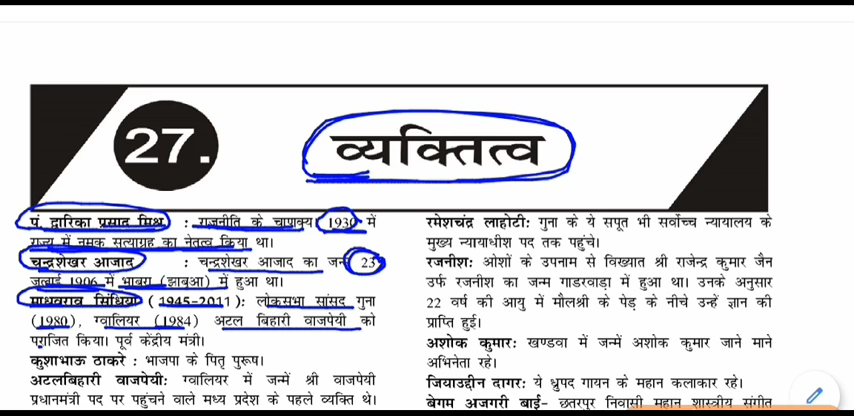 27.
व्यक्तित्व
पं. द्वारिका प्रसाद मिश्र : राजनीति के चाणक्य 1930 में
राज्य में नमक सत्याग्रह का नेतृत्व किया था।
चन्द्रशेखर आजाद : चन्द्रशेखर आजाद का जन्म 23
जुलाई 1906 में भाबरा (झाबुआ) में हुआ था।
माधवराव सिंधिया (1945-2011): लोकसभा सांसद गुना
(1980), ग्वालियर (1984) अटल बिहारी वाजपेयी को
पराजित किया। पूर्व केंद्रीय मंत्री।
कुशाभाऊ ठाकरे : भाजपा के पितृ पुरूष।
अटलबिहारी वाजपेयी: ग्वालियर में जन्में श्री वाजपेयी
प्रधानमंत्री पद पर पहुंचने वाले मध्य प्रदेश के पहले व्यक्ति थे।
रमेशचंद्र लाहोटी: गुना के ये सपूत भी सर्वोच्च न्यायालय के
मुख्य न्यायाधीश पद तक पहुंचे।
रजनीश: ओशों के उपनाम से विख्यात श्री राजेन्द्र कुमार जैन
उर्फ रजनीश का जन्म गाडरवाड़ा में हुआ था। उनके अनुसार
22 वर्ष की आयु में मौलश्री के पेड़ के नीचे उन्हें ज्ञान की
प्राप्ति हुई।
अशोक कुमार: खण्डवा में जन्में अशोक कुमार जाने माने
अभिनेता रहे।
जियाउद्दीन दागर: ये ध्रुपद गायन के महान कलाकार रहे।
बेगम अजगरी बाई- छतरपुर निवासी महान शास्त्रीय संगीत